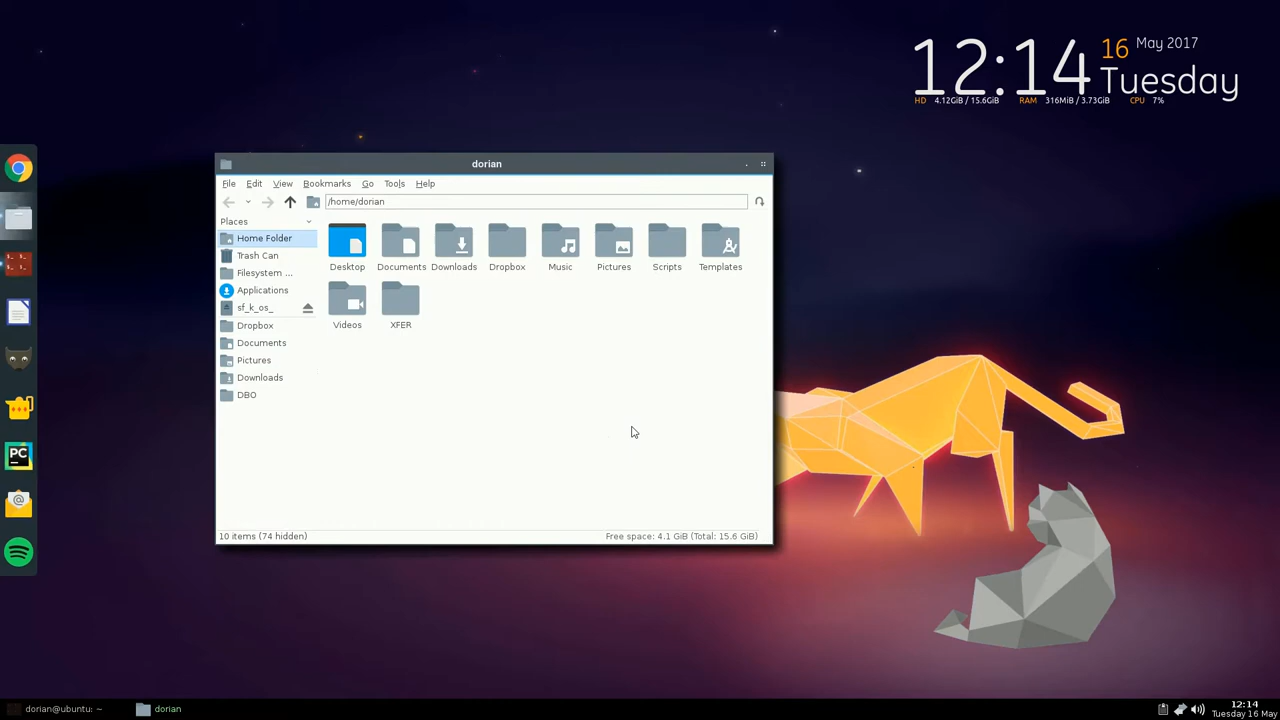 12:14
16 May 2017
Tuesday
HD 4.12GiB / 15.6GiB RAM 316MiB / 3.73GiB CPU 7%
dorian
File Edit View Bookmarks Go Tools Help
/home/dorian
Places
Home Folder
Trash Can
Filesystem ...
Applications
sf_k_os_
Dropbox
Documents
Pictures
Downloads
DBO
Desktop Documents Downloads Dropbox Music Pictures Scripts Templates
Videos XFER
10 items (74 hidden) Free space: 4.1 GiB (Total: 15.6 GiB)
PC
dorian@ubuntu: ~ dorian
12:14
Tuesday 16 May